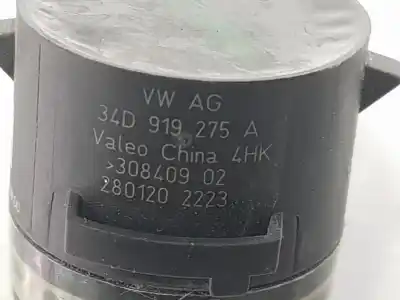 VW AG
34D 919 275 A
Valeo China 4HK
>308409 02
280120 2223